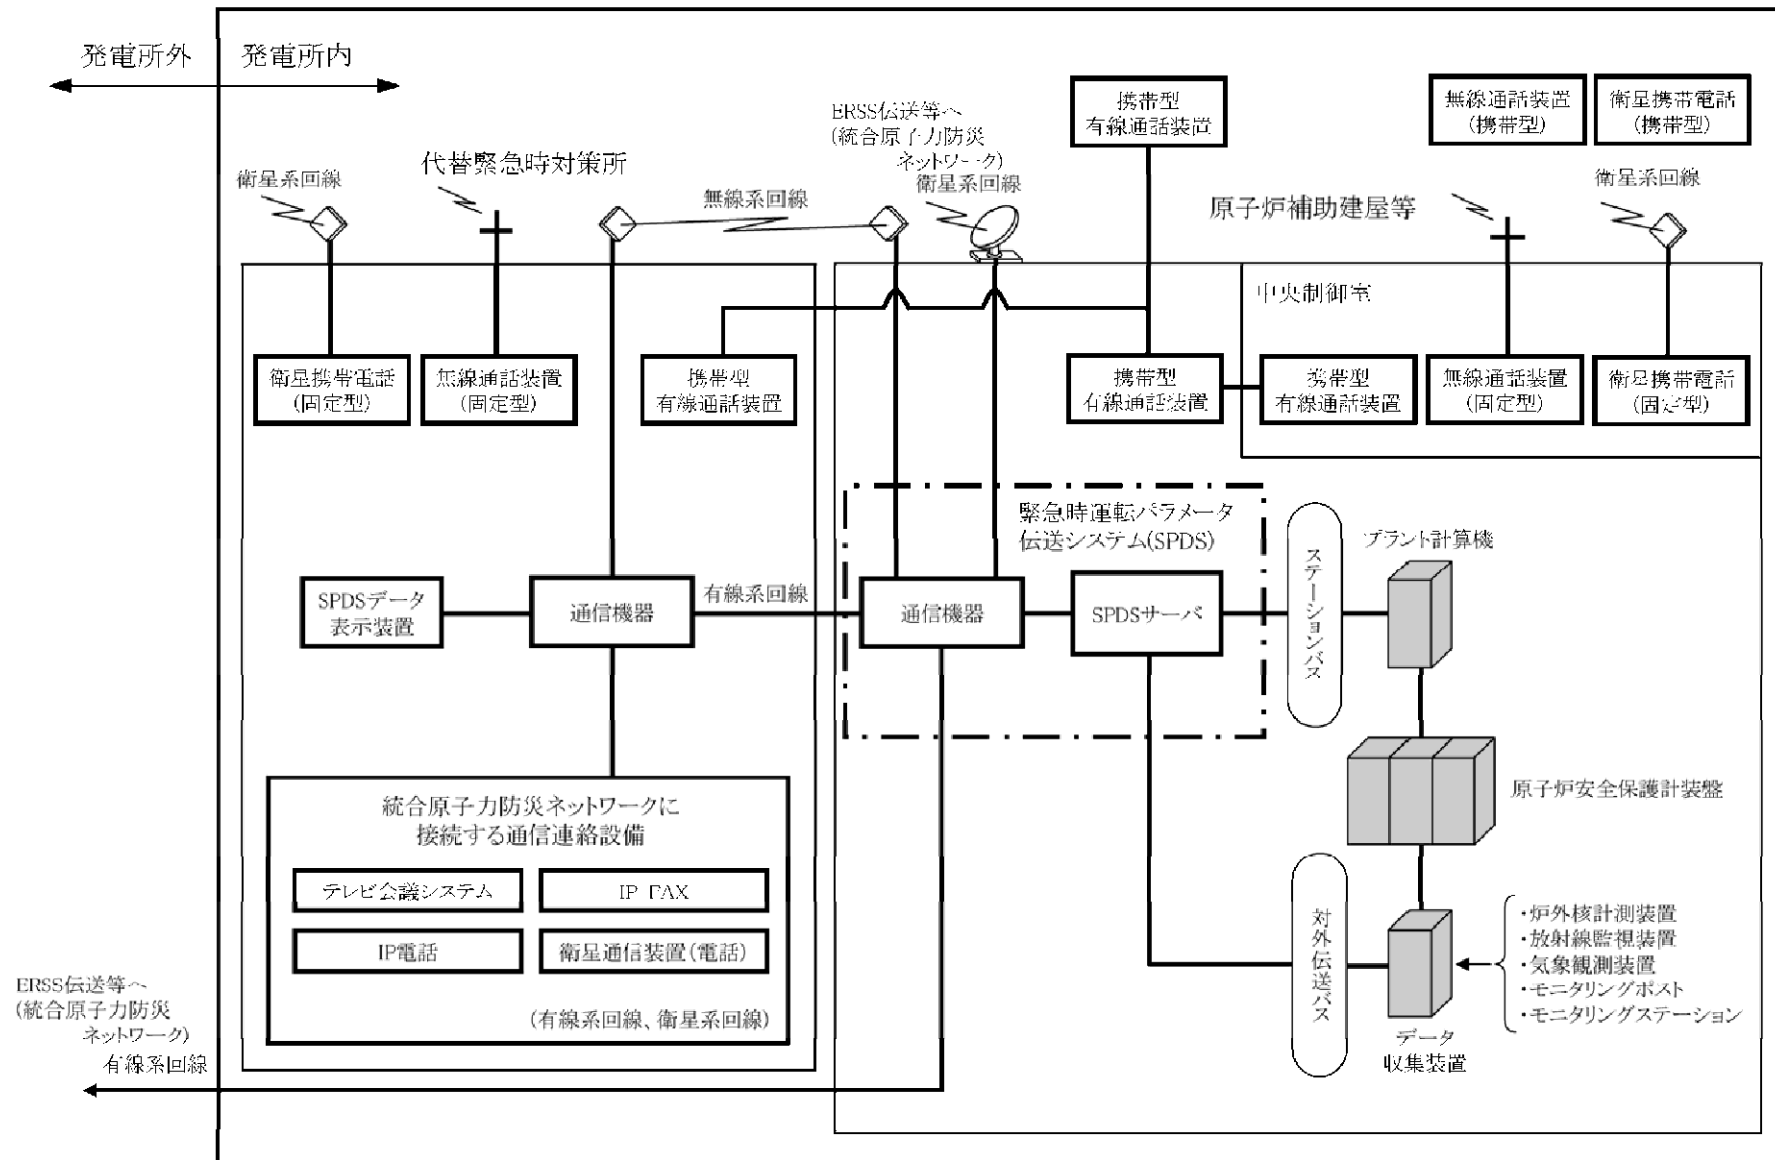 発電所外
発電所内
ERSS伝送等へ
(統合原子力防災
ネットワーク)
衛星系回線
携帯型
有線通話装置
無線通話装置
(携帯型)
衛星携帯電話
(携帯型)
代替緊急時対策所
衛星系回線
無線系回線
原子炉補助建屋等
衛星系回線
中央制御室
衛星携帯電話
(固定型)
無線通話装置
(固定型)
携帯型
有線通話装置
携帯型
有線通話装置
携帯型
有線通話装置
無線通話装置
(固定型)
衛星携帯電話
(固定型)
緊急時運転パラメータ
伝送システム(SPDS)
プラント計算機
ステーションバス
SPDSデータ
表示装置
通信機器
有線系回線
通信機器
SPDSサーバ
原子炉安全保護計装盤
統合原子力防災ネットワークに
接続する通信連絡設備
テレビ会議システム
IP-FAX
IP電話
衛星通信装置(電話)
(有線系回線、衛星系回線)
対外伝送バス
・炉外核計測装置
・放射線監視装置
・気象観測装置
・モニタリングポスト
・モニタリングステーション
データ
収集装置
ERSS伝送等へ
(統合原子力防災
ネットワーク)
有線系回線